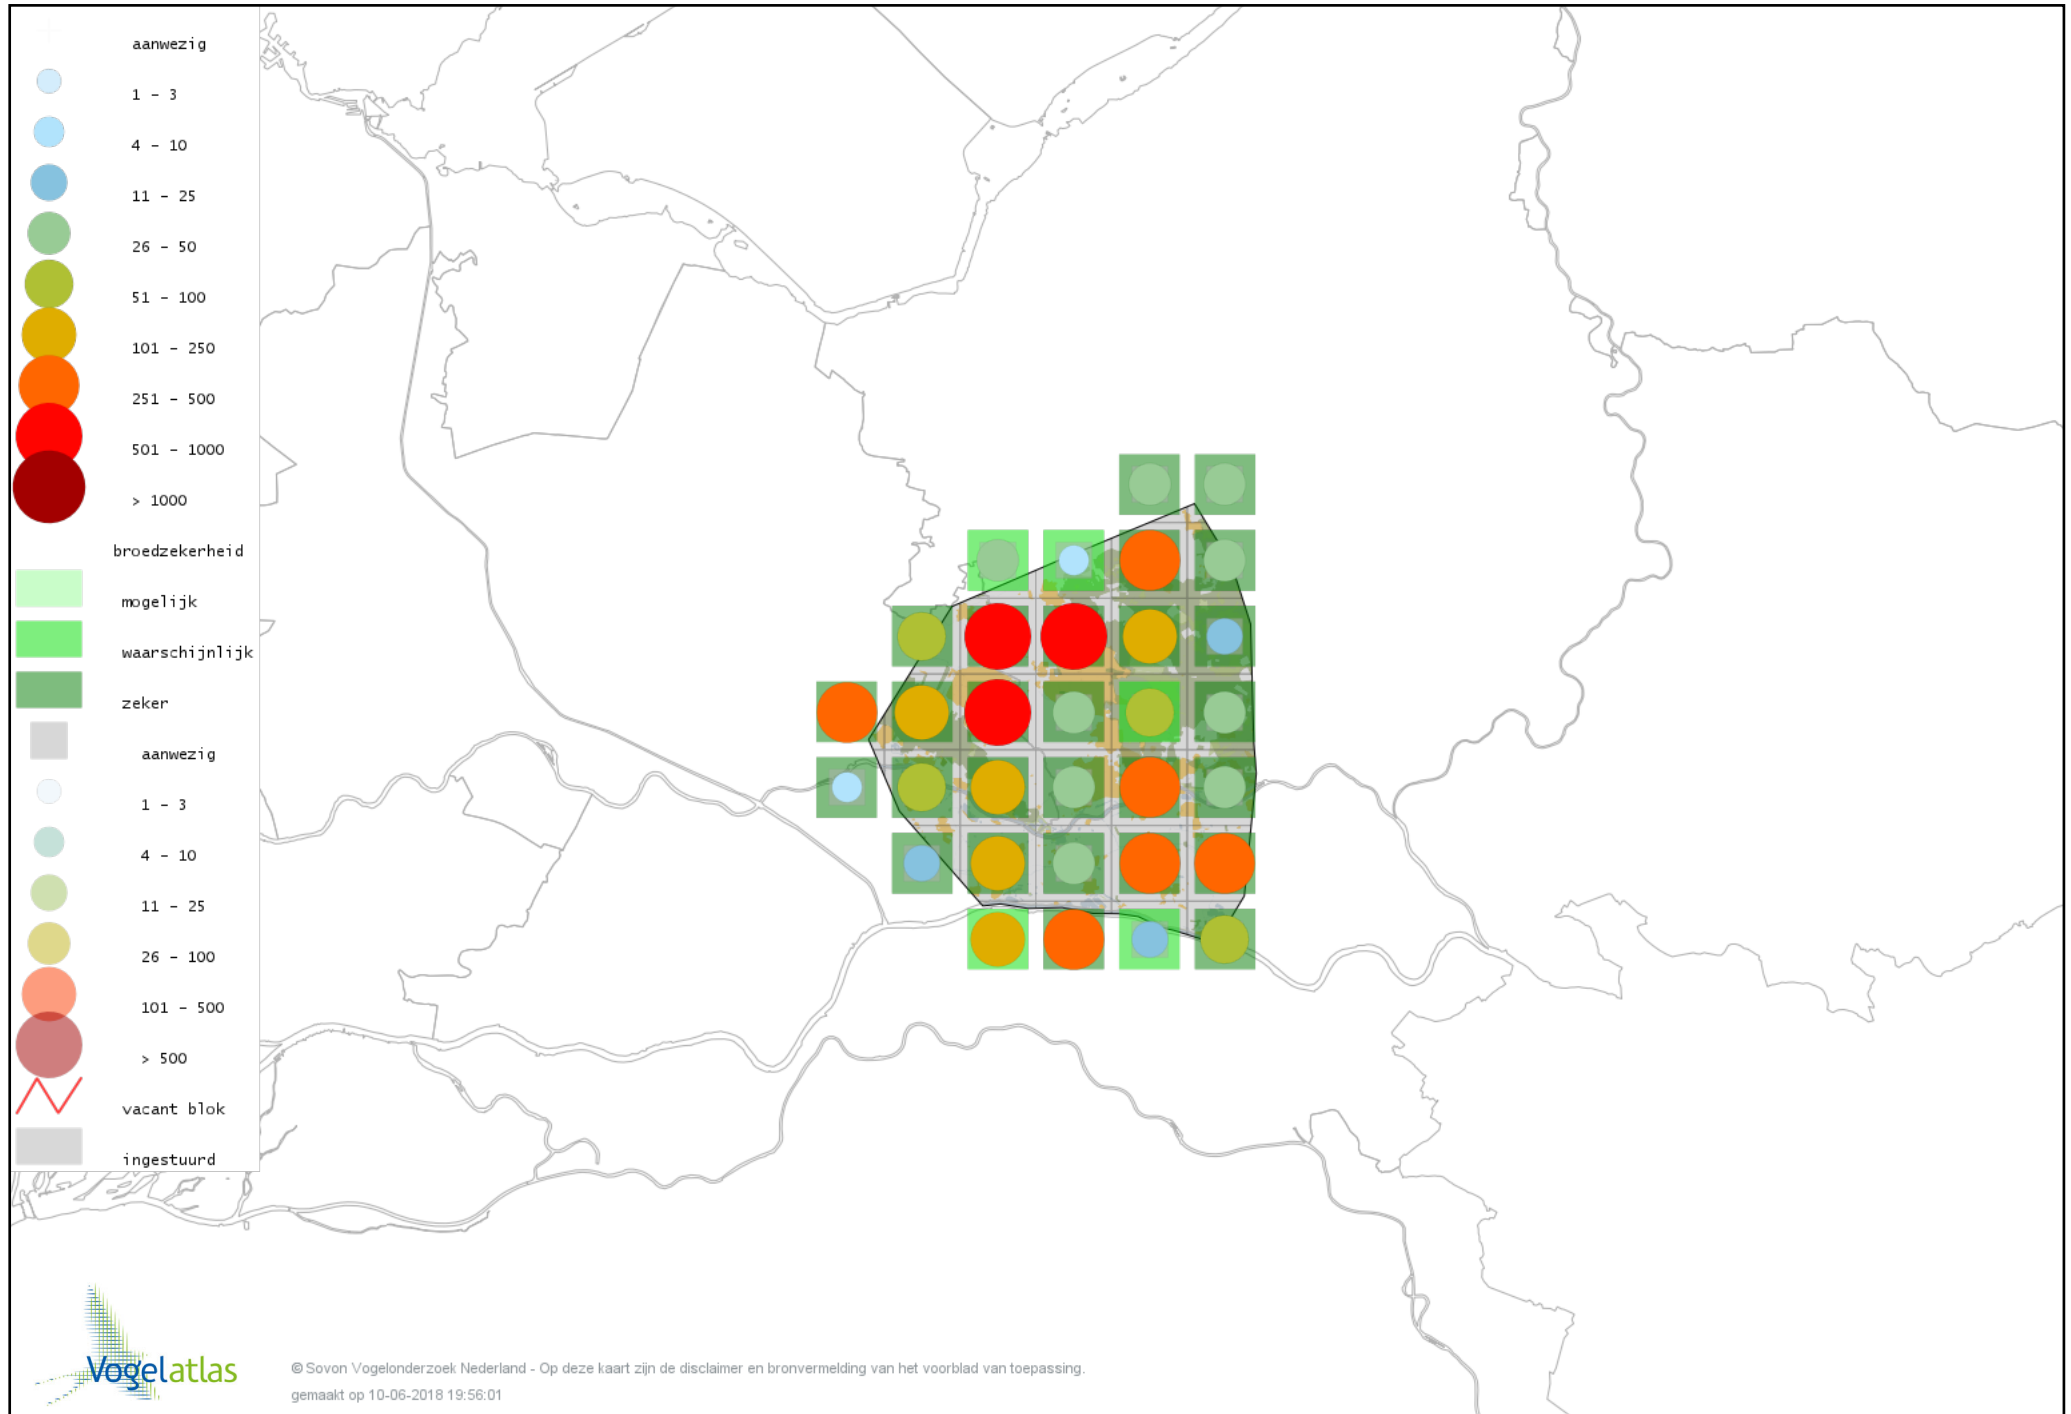 aanwezig
1 - 3
4 - 10
11 - 25
26 - 50
51 - 100
101 - 250
251 - 500
501 - 1000
> 1000
broedzekerheid
mogelijk
waarschijnlijk
zeker
aanwezig
1 - 3
4 - 10
11 - 25
26 - 100
101 - 500
> 500
vacant blok
ingestuurd
Vogelatlas
© Sovon Vogelonderzoek Nederland - Op deze kaart zijn de disclaimer en bronvermelding van het voorblad van toepassing.
gemaakt op 10-06-2018 19:56:01